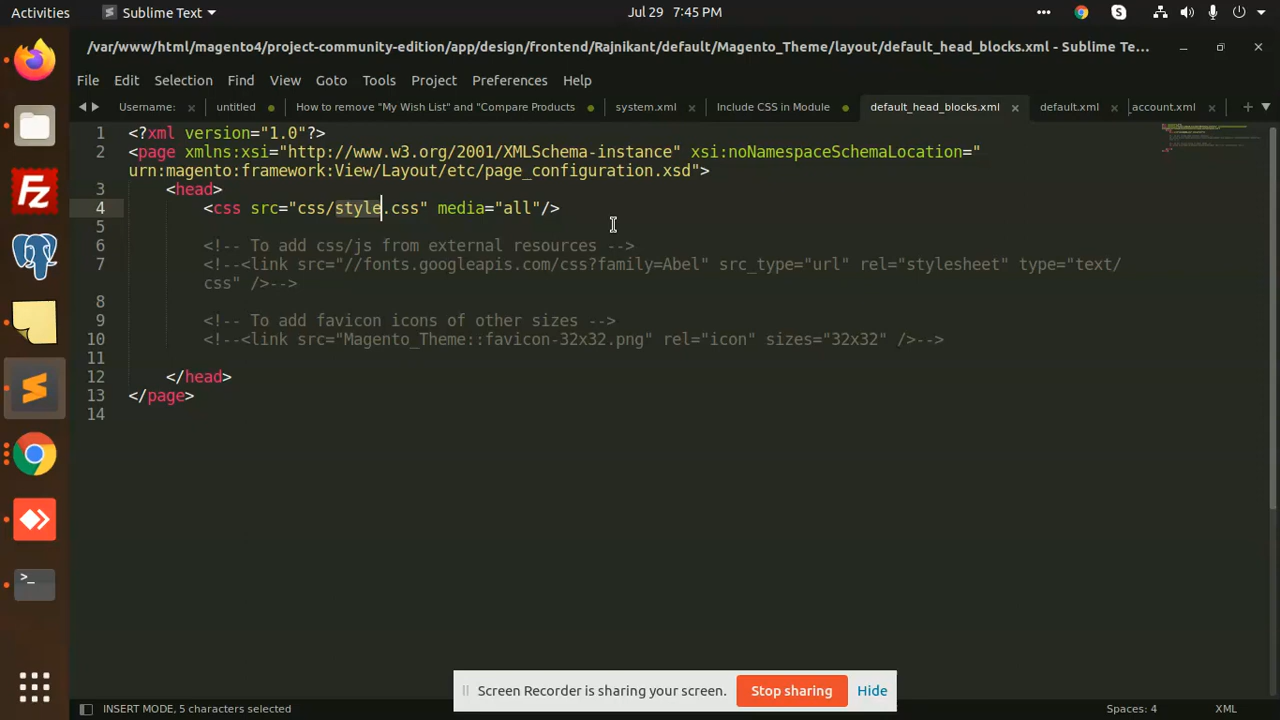 Activities
Sublime Text
Jul 29 7:45 PM
/var/www/html/magento4/project-community-edition/app/design/frontend/Rajnikant/default/Magento_Theme/layout/default_head_blocks.xml - Sublime Te...
File Edit Selection Find View Goto Tools Project Preferences Help
Username: × untitled How to remove "My Wish List" and "Compare Products system.xml × Include CSS in Module default_head_blocks.xml × default.xml × account.xml ×
1 <?xml version="1.0"?>
2 <page xmlns:xsi="http://www.w3.org/2001/XMLSchema-instance" xsi:noNamespaceSchemaLocation="
urn:magento:framework:View/Layout/etc/page_configuration.xsd">
3 <head>
4 <css src="css/style.css" media="all"/>
5
6 <!-- To add css/js from external resources -->
7 <!--<link src="//fonts.googleapis.com/css?family=Abel" src_type="url" rel="stylesheet" type="text/
css" />-->
8
9 <!-- To add favicon icons of other sizes -->
10 <!--<link src="Magento_Theme::favicon-32x32.png" rel="icon" sizes="32x32" />-->
11
12 </head>
13 </page>
14
Screen Recorder is sharing your screen. Stop sharing Hide
INSERT MODE, 5 characters selected
Spaces: 4
XML